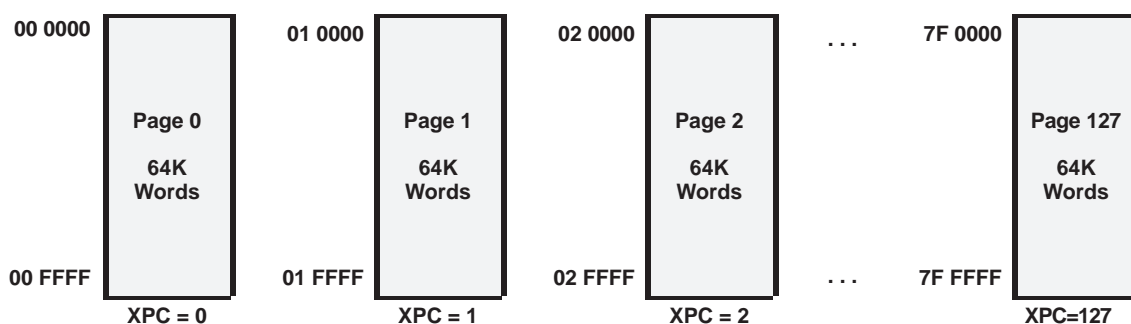 00 0000
01 0000
02 0000
. . .
7F 0000
Page 0
64K
Words
Page 1
64K
Words
Page 2
64K
Words
Page 127
64K
Words
00 FFFF
01 FFFF
02 FFFF
. . .
7F FFFF
XPC = 0
XPC = 1
XPC = 2
XPC=127